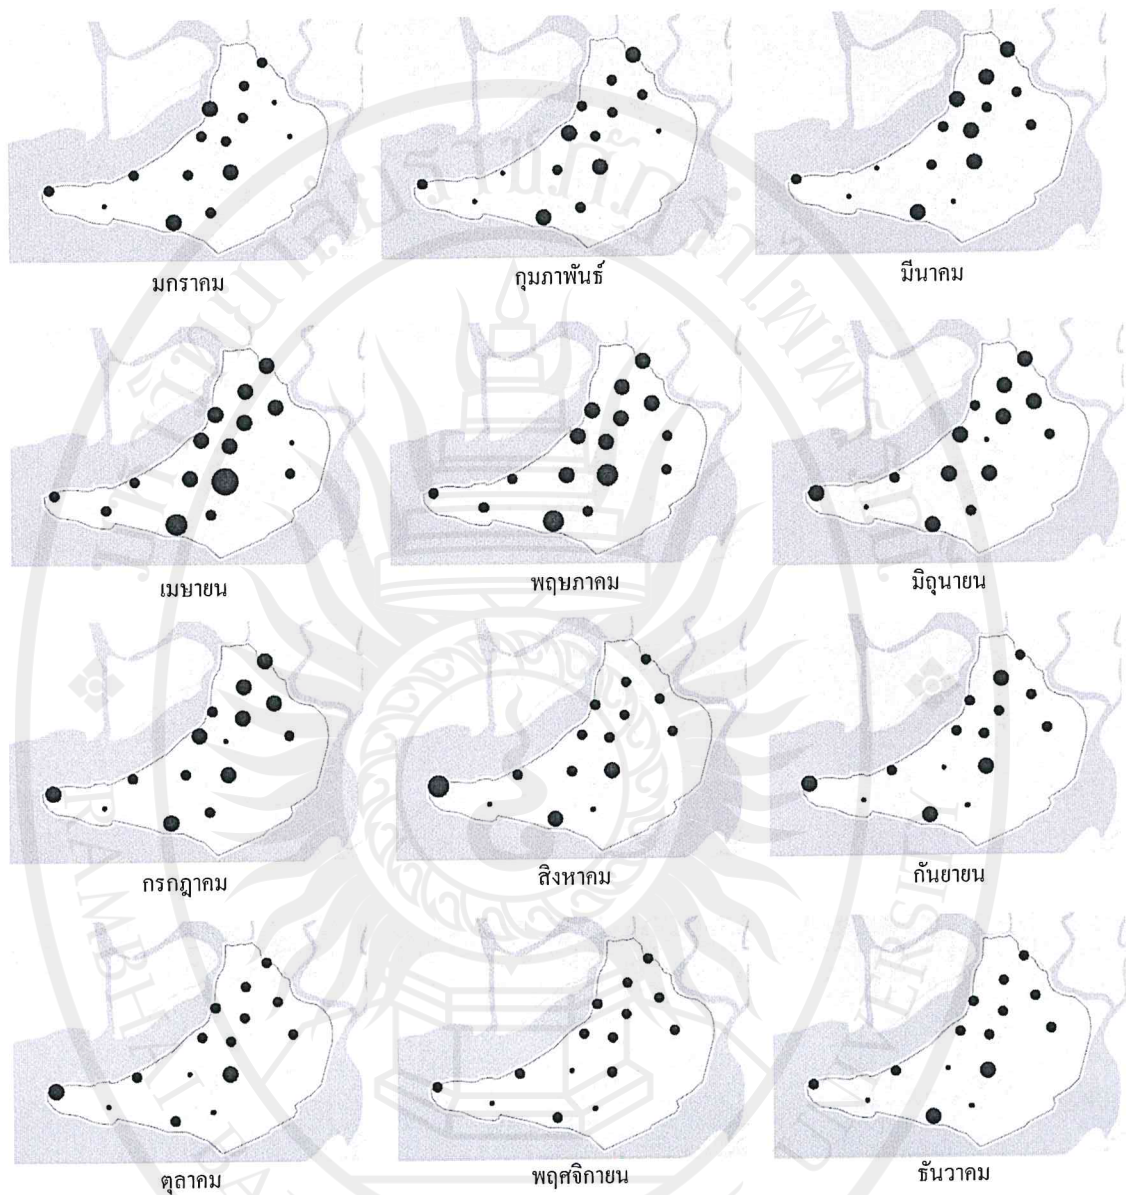 มกราคม
กุมภาพันธ์
มีนาคม
เมษายน
พฤษภาคม
มิถุนายน
กรกฎาคม
สิงหาคม
กันยายน
ตุลาคม
พฤศจิกายน
ธันวาคม